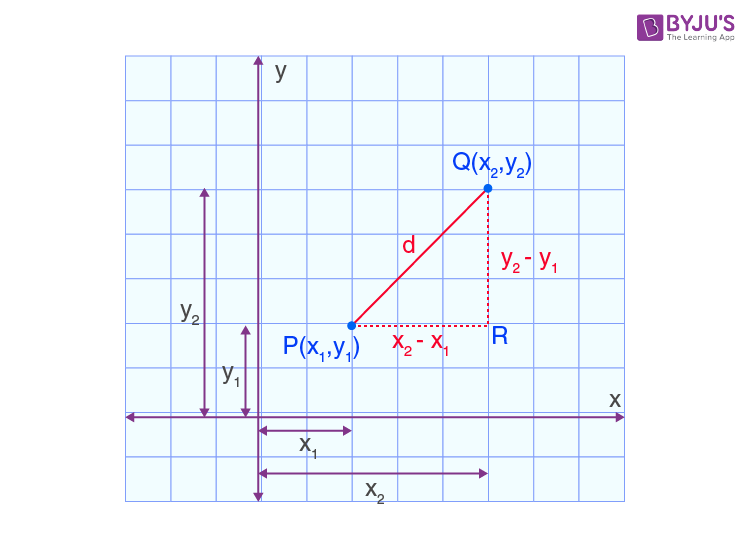 BYJU'S
The Learning App
y
Q(x₂,y₂)
d
y₂ - y₁
y₂
R
P(x₁,y₁)
x₂ - x₁
y₁
x
x₁
x₂